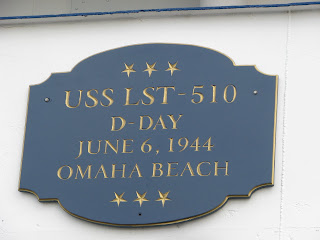 USS LST-510
D-DAY
JUNE 6, 1944
OMAHA BEACH